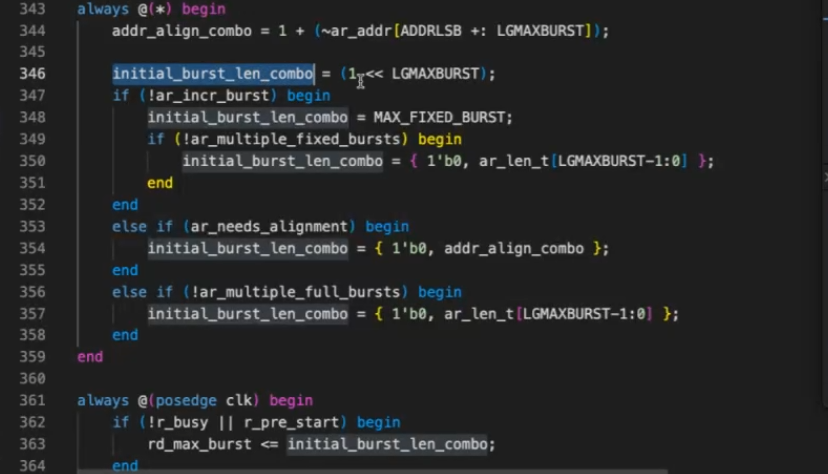 343 always @(*) begin
344 addr_align_combo = 1 + (~ar_addr[ADDRLSB +: LGMAXBURST]);
345
346 initial_burst_len_combo = (1 << LGMAXBURST);
347 if (!ar_incr_burst) begin
348 initial_burst_len_combo = MAX_FIXED_BURST;
349 if (!ar_multiple_fixed_bursts) begin
350 initial_burst_len_combo = { 1'b0, ar_len_t[LGMAXBURST-1:0] };
351 end
352 end
353 else if (ar_needs_alignment) begin
354 initial_burst_len_combo = { 1'b0, addr_align_combo };
355 end
356 else if (!ar_multiple_full_bursts) begin
357 initial_burst_len_combo = { 1'b0, ar_len_t[LGMAXBURST-1:0] };
358 end
359 end
360
361 always @(posedge clk) begin
362 if (!r_busy || r_pre_start) begin
363 rd_max_burst <= initial_burst_len_combo;
364 end